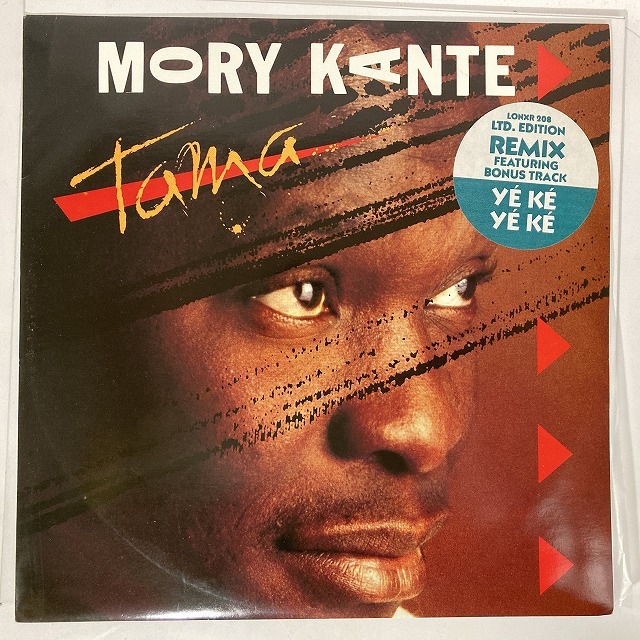 MORY KANTE
Tama
LONXR 208
LTD. EDITION
REMIX
FEATURING
BONUS TRACK
YÉ KÉ
YÉ KÉ